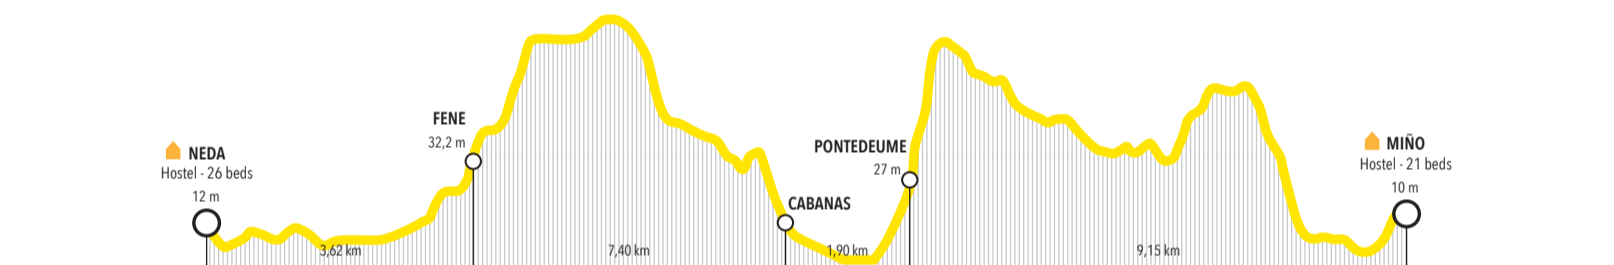 NEDA
Hostel - 26 beds
12 m
3,62 km
FENE
32,2 m
7,40 km
CABANAS
1,90 km
PONTEDEUME
27 m
9,15 km
MIÑO
Hostel - 21 beds
10 m